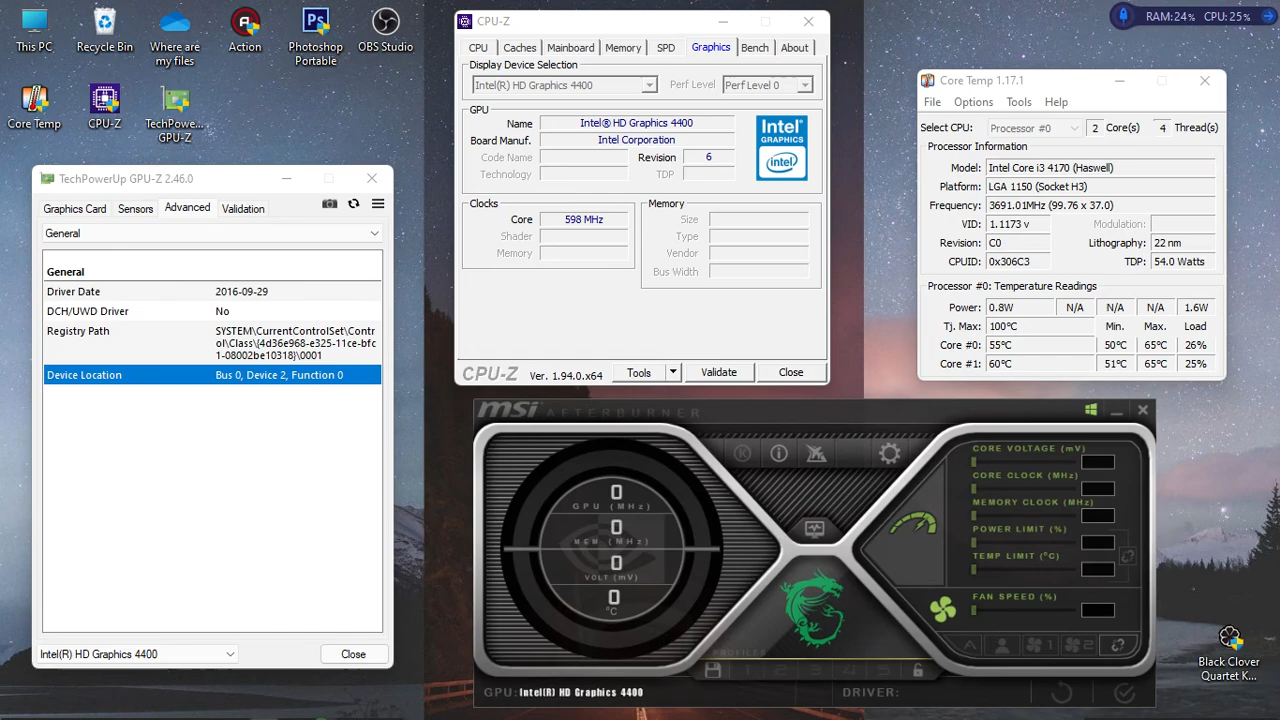 This PC
Recycle Bin
Where are
my files
Action
Photoshop
Portable
OBS Studio
Core Temp
CPU-Z
TechPowe...
GPU-Z
TechPowerUp GPU-Z 2.46.0
Graphics Card
Sensors
Advanced
Validation
General
General
Driver Date 2016-09-29
DCH/UWD Driver No
Registry Path SYSTEM\CurrentControlSet\Contr
ol\Class\{4d36e968-e325-11ce-bfc
1-08002be10318}\0001
Device Location Bus 0, Device 2, Function 0
Intel(R) HD Graphics 4400
Close
CPU-Z
CPU Caches Mainboard Memory SPD Graphics Bench About
Display Device Selection
Intel(R) HD Graphics 4400 Perf Level Perf Level 0
GPU
Name Intel® HD Graphics 4400
Board Manuf. Intel Corporation
Code Name Revision 6
Technology TDP
Intel®
GRAPHICS
intel
Clocks
Core 598 MHz
Shader
Memory
Memory
Size
Type
Vendor
Bus Width
CPU-Z Ver. 1.94.0.x64 Tools Validate Close
RAM:24% CPU:25%
Core Temp 1.17.1
File Options Tools Help
Select CPU: Processor #0 2 Core(s) 4 Thread(s)
Processor Information
Model: Intel Core i3 4170 (Haswell)
Platform: LGA 1150 (Socket H3)
Frequency: 3691.01MHz (99.76 x 37.0)
VID: 1.1173 v Modulation:
Revision: C0 Lithography: 22 nm
CPUID: 0x306C3 TDP: 54.0 Watts
Processor #0: Temperature Readings
Power: 0.8W N/A N/A N/A 1.6W
Tj. Max: 100°C Min. Max. Load
Core #0: 55°C 50°C 65°C 26%
Core #1: 60°C 51°C 65°C 25%
msi AFTERBURNER
K
0
GPU (MHz)
0
MEM (MHz)
0
VOLT (mV)
0
°C
CORE VOLTAGE (mV)
CORE CLOCK (MHz)
MEMORY CLOCK (MHz)
POWER LIMIT (%)
TEMP LIMIT (°C)
FAN SPEED (%)
A 1 2
PROFILES
1 2 3 4 5
GPU: Intel(R) HD Graphics 4400
DRIVER:
Black Clover
Quartet K...